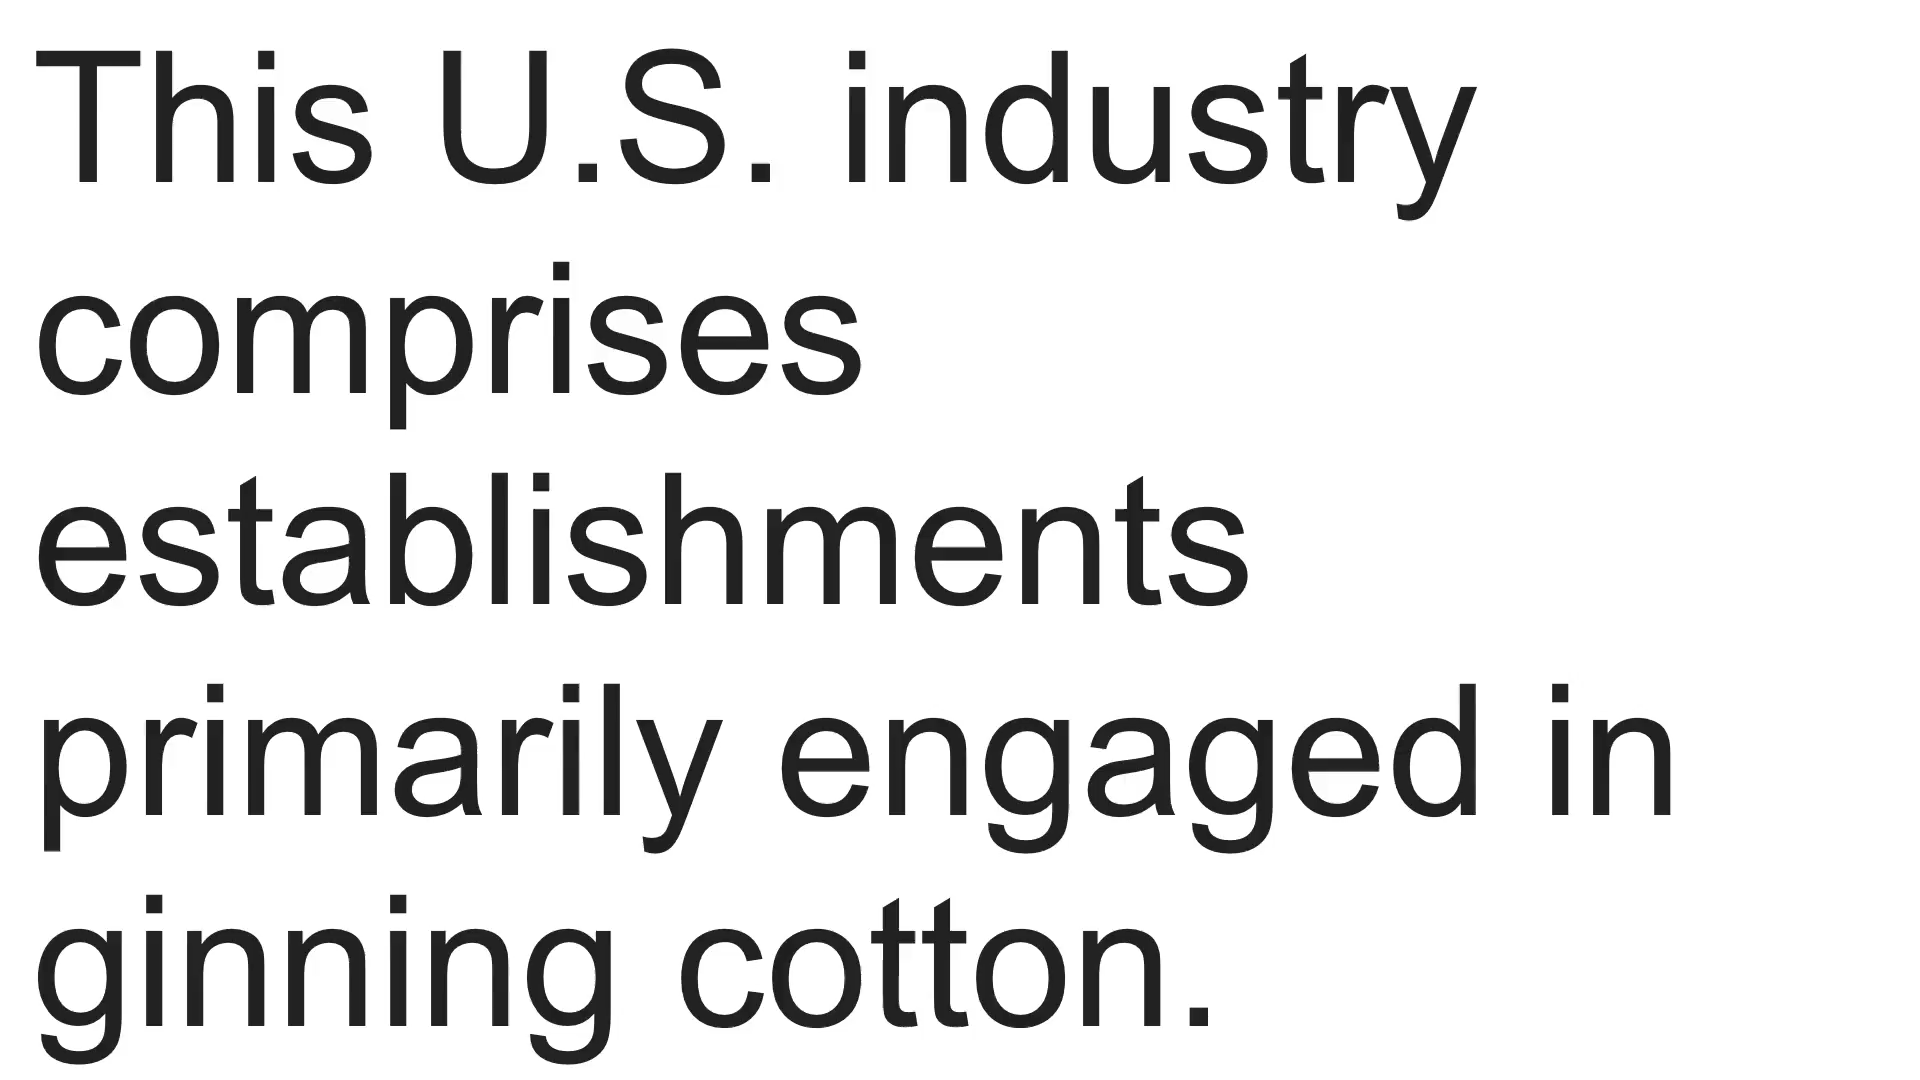 This U.S. industry
comprises
establishments
primarily engaged in
ginning cotton.